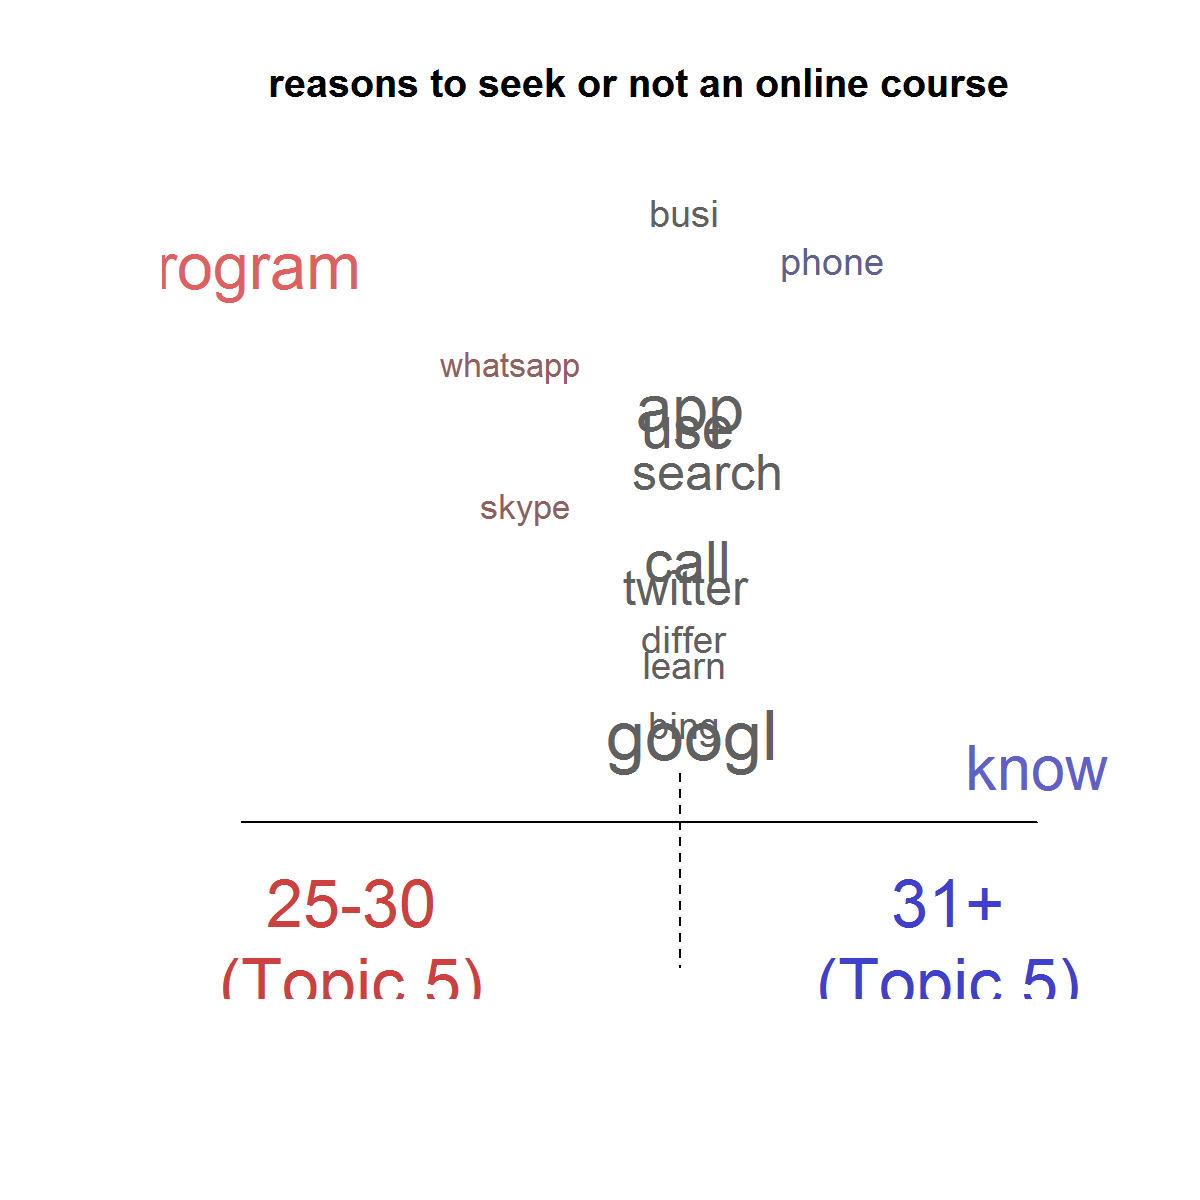 reasons to seek or not an online course
busi
phone
rogram
whatsapp
app
use
search
skype
call
twitter
differ
learn
bing
googl
know
25-30
31+
(Topic 5)
(Topic 5)